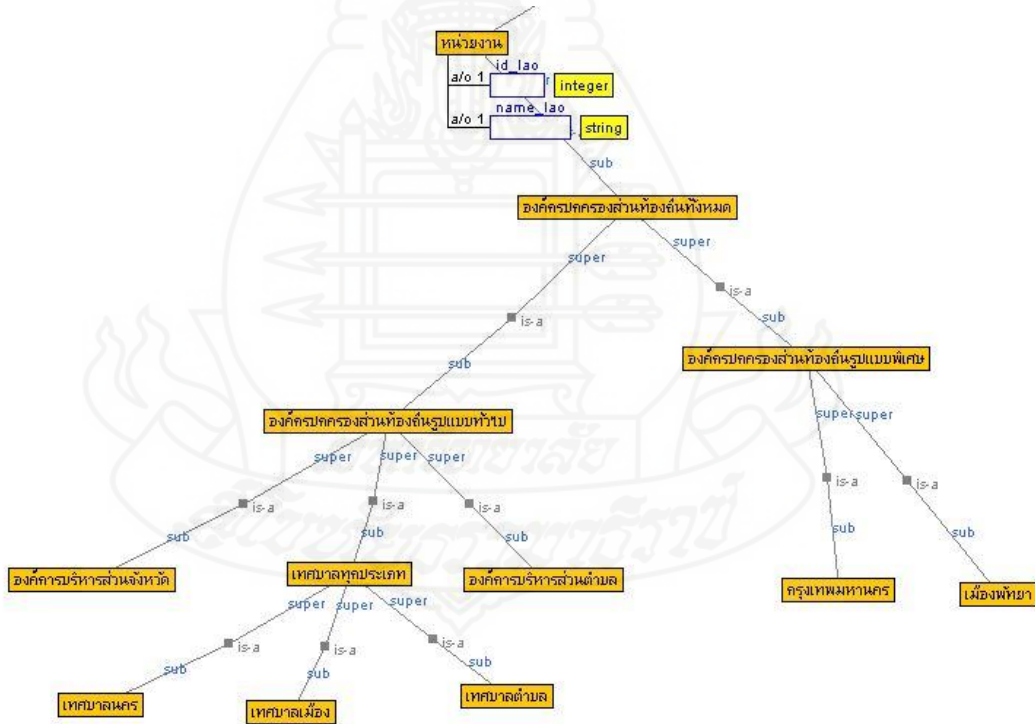 หน่วยงาน
id_lao
a/o 1
r
integer
name_lao
a/o 1
string
sub
องค์กรปกครองส่วนท้องถิ่นทั้งหมด
super
super
is-a
is-a
sub
sub
องค์กรปกครองส่วนท้องถิ่นรูปแบบพิเศษ
องค์กรปกครองส่วนท้องถิ่นรูปแบบทั่วไป
super super
super super super
is-a is-a
is-a is-a is-a
sub sub sub
sub sub
องค์การบริหารส่วนจังหวัด
เทศบาลทุกประเภท
องค์การบริหารส่วนตำบล
กรุงเทพมหานคร
เมืองพัทยา
super super super
is-a is-a is-a
sub sub sub
เทศบาลนคร
เทศบาลเมือง
เทศบาลตำบล